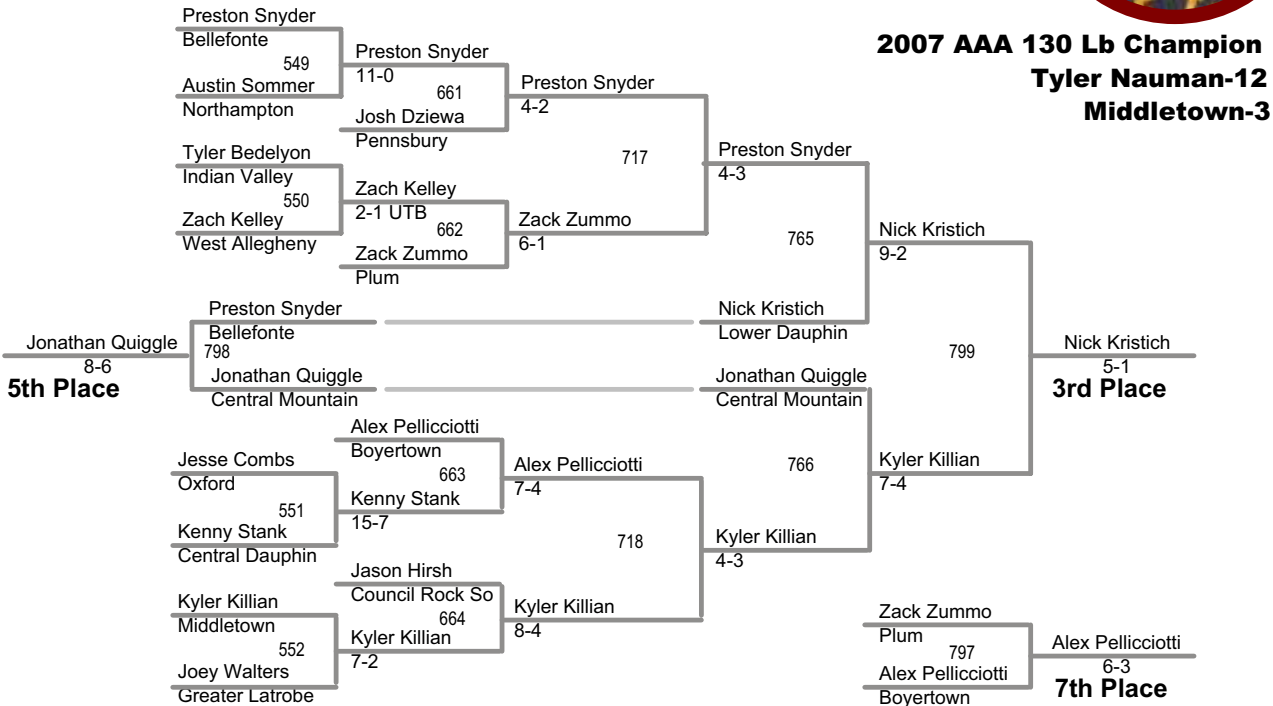 2007 AAA 130 Lb Champion
Tyler Nauman-12
Middletown-3
Preston Snyder
Bellefonte
549
Austin Sommer
Northampton
Preston Snyder
11-0
661
Josh Dziewa
Pennsbury
Preston Snyder
4-2
Tyler Bedelyon
Indian Valley
550
Zach Kelley
West Allegheny
Zach Kelley
2-1 UTB
662
Zack Zummo
Plum
Zack Zummo
6-1
717
Preston Snyder
4-3
765
Nick Kristich
Lower Dauphin
Nick Kristich
9-2
Preston Snyder
Bellefonte
798
Jonathan Quiggle
Central Mountain
Jonathan Quiggle
8-6
5th Place
Jonathan Quiggle
Central Mountain
799
Nick Kristich
5-1
3rd Place
Alex Pellicciotti
Boyertown
663
Jesse Combs
Oxford
551
Kenny Stank
Central Dauphin
Kenny Stank
15-7
Alex Pellicciotti
7-4
766
Kyler Killian
7-4
718
Kyler Killian
4-3
Jason Hirsh
Council Rock So
664
Kyler Killian
Middletown
552
Joey Walters
Greater Latrobe
Kyler Killian
7-2
Kyler Killian
8-4
Zack Zummo
Plum
797
Alex Pellicciotti
Boyertown
Alex Pellicciotti
6-3
7th Place